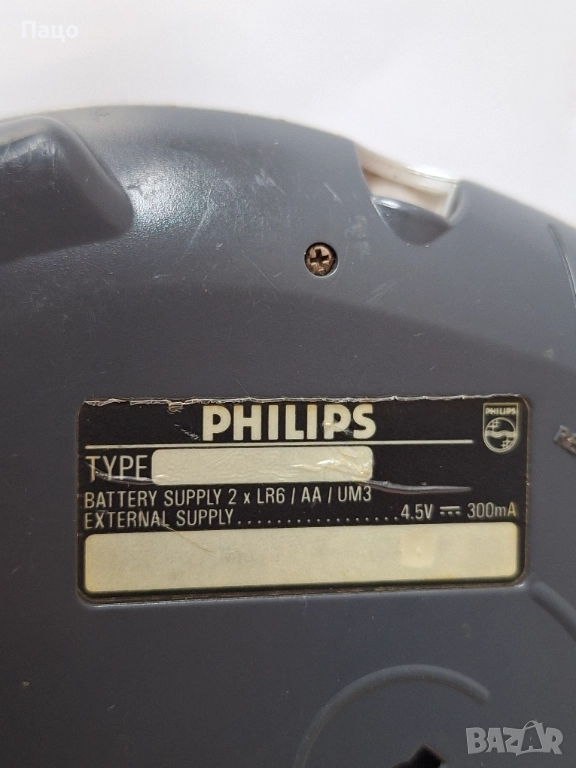 Пацо
PHILIPS
PHILIPS
TYPE
BATTERY SUPPLY 2 x LR6 / AA / UM3
EXTERNAL SUPPLY.......................4.5V ⎓ 300mA
BAZAR